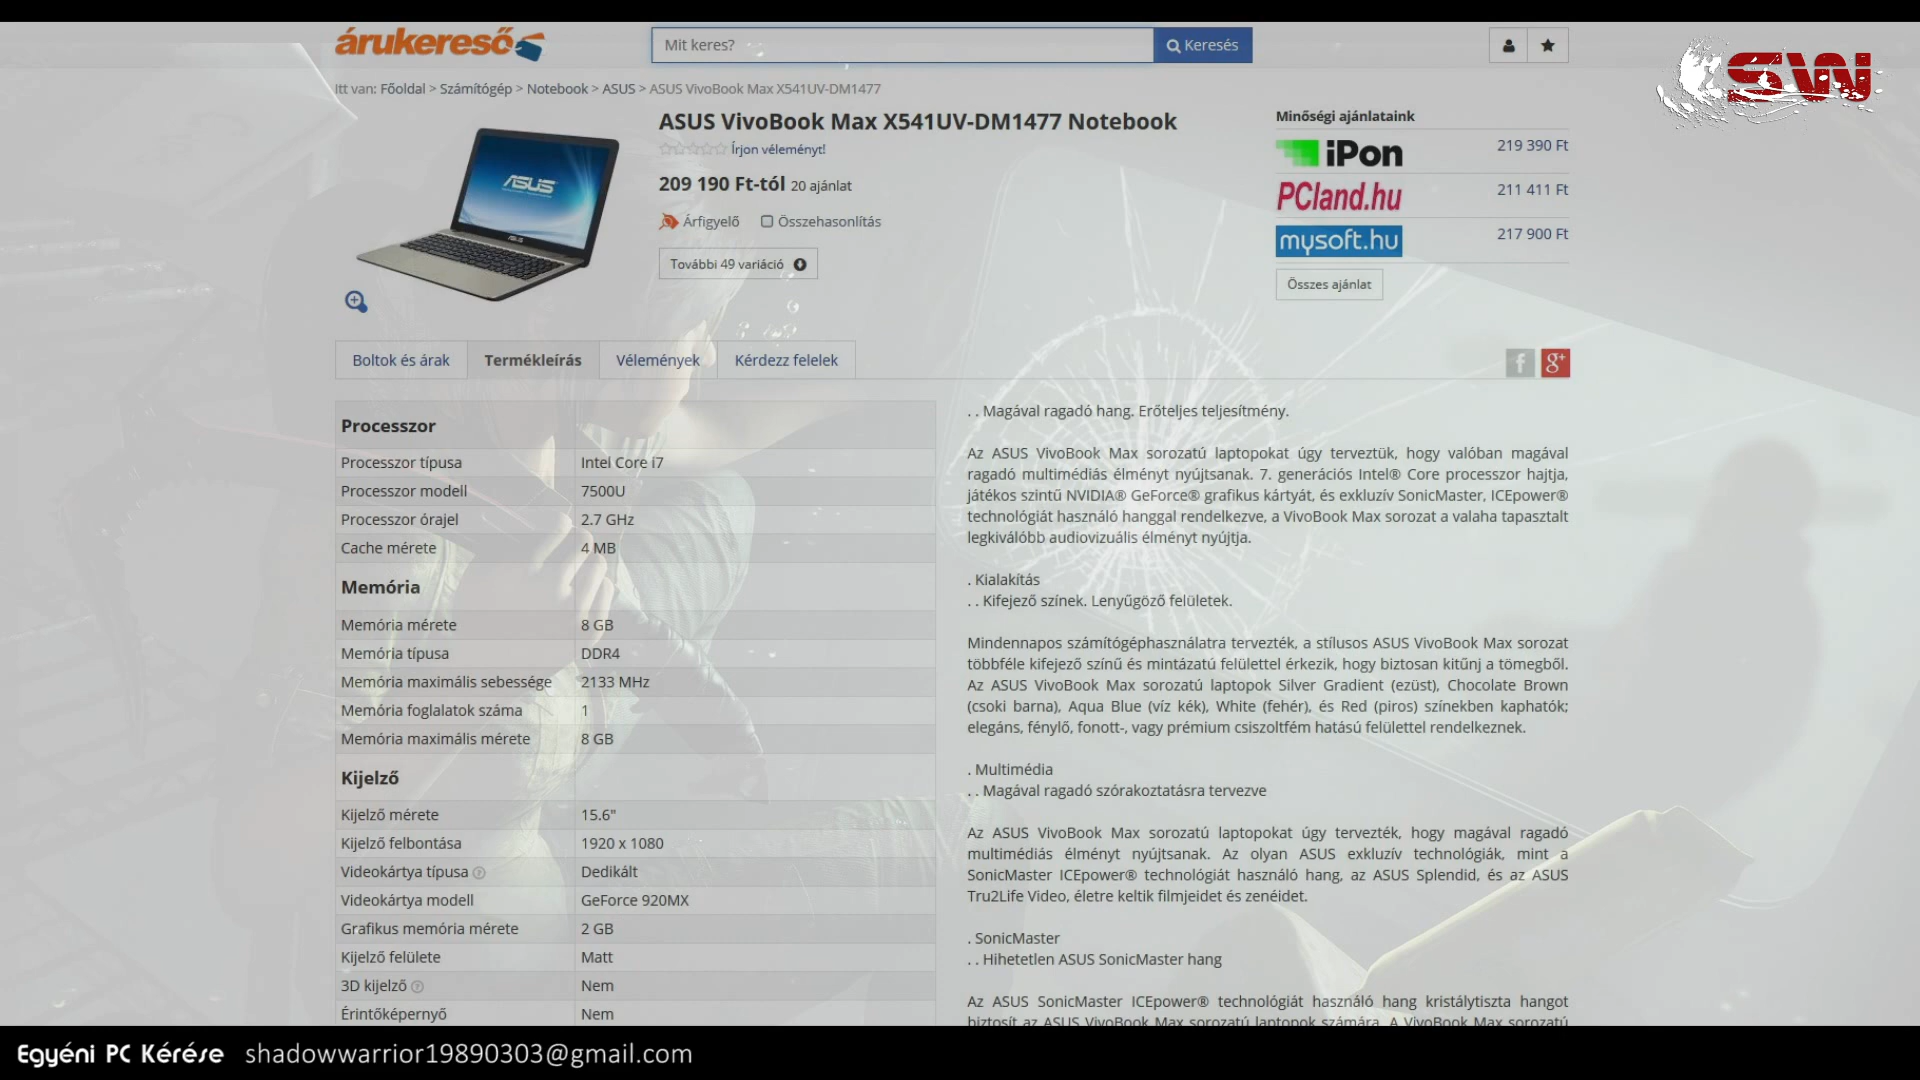 árukereső
Mit keres?
Keresés
SW
Itt van: Főoldal > Számítógép > Notebook > ASUS > ASUS VivoBook Max X541UV-DM1477
ASUS VivoBook Max X541UV-DM1477 Notebook
Írjon véleményt!
209 190 Ft-tól 20 ajánlat
Árfigyelő Összehasonlítás
További 49 variáció
ASUS
ASUS
Minőségi ajánlataink
iPon 219 390 Ft
PCland.hu 211 411 Ft
mysoft.hu 217 900 Ft
Összes ajánlat
Boltok és árak Termékleírás Vélemények Kérdezz felelek
f g+
Processzor
Processzor típusa Intel Core i7
Processzor modell 7500U
Processzor órajel 2.7 GHz
Cache mérete 4 MB
Memória
Memória mérete 8 GB
Memória típusa DDR4
Memória maximális sebessége 2133 MHz
Memória foglalatok száma 1
Memória maximális mérete 8 GB
Kijelző
Kijelző mérete 15.6"
Kijelző felbontása 1920 x 1080
Videokártya típusa ? Dedikált
Videokártya modell GeForce 920MX
Grafikus memória mérete 2 GB
Kijelző felülete Matt
3D kijelző ? Nem
Érintőképernyő Nem
. . Magával ragadó hang. Erőteljes teljesítmény.
Az ASUS VivoBook Max sorozatú laptopokat úgy terveztük, hogy valóban magával
ragadó multimédiás élményt nyújtsanak. 7. generációs Intel® Core processzor hajtja,
játékos szintű NVIDIA® GeForce® grafikus kártyát, és exkluzív SonicMaster, ICEpower®
technológiát használó hanggal rendelkezve, a VivoBook Max sorozat a valaha tapasztalt
legkiválóbb audiovizuális élményt nyújtja.
. Kialakítás
. . Kifejező színek. Lenyűgöző felületek.
Mindennapos számítógéphasználatra tervezték, a stílusos ASUS VivoBook Max sorozat
többféle kifejező színű és mintázatú felülettel érkezik, hogy biztosan kitűnj a tömegből.
Az ASUS VivoBook Max sorozatú laptopok Silver Gradient (ezüst), Chocolate Brown
(csoki barna), Aqua Blue (víz kék), White (fehér), és Red (piros) színekben kaphatók;
elegáns, fénylő, fonott-, vagy prémium csiszoltfém hatású felülettel rendelkeznek.
. Multimédia
. . Magával ragadó szórakoztatásra tervezve
Az ASUS VivoBook Max sorozatú laptopokat úgy tervezték, hogy magával ragadó
multimédiás élményt nyújtsanak. Az olyan ASUS exkluzív technológiák, mint a
SonicMaster ICEpower® technológiát használó hang, az ASUS Splendid, és az ASUS
Tru2Life Video, életre keltik filmjeidet és zenéidet.
. SonicMaster
. . Hihetetlen ASUS SonicMaster hang
Az ASUS SonicMaster ICEpower® technológiát használó hang kristálytiszta hangot
biztosít az ASUS VivoBook Max sorozatú laptopok számára. A VivoBook Max sorozatú
Egyéni PC Kérése shadowwarrior19890303@gmail.com